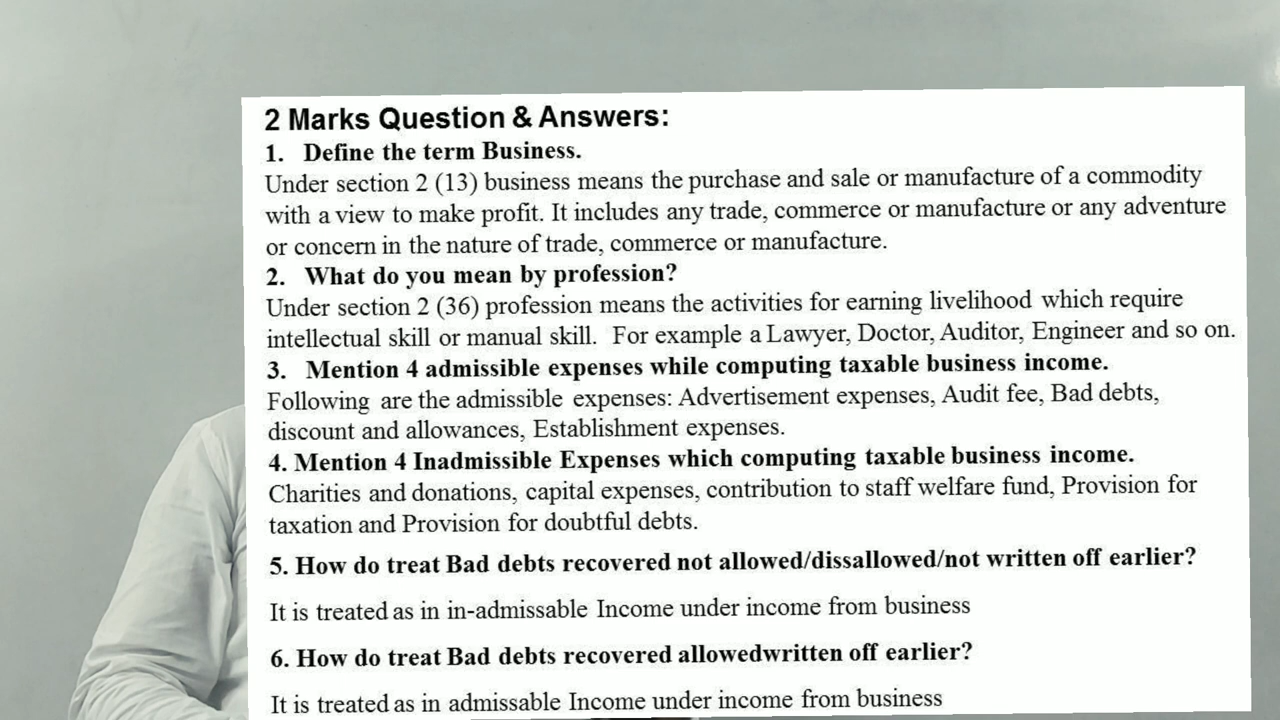 2 Marks Question & Answers:
1. Define the term Business.
Under section 2 (13) business means the purchase and sale or manufacture of a commodity
with a view to make profit. It includes any trade, commerce or manufacture or any adventure
or concern in the nature of trade, commerce or manufacture.
2. What do you mean by profession?
Under section 2 (36) profession means the activities for earning livelihood which require
intellectual skill or manual skill. For example a Lawyer, Doctor, Auditor, Engineer and so on.
3. Mention 4 admissible expenses while computing taxable business income.
Following are the admissible expenses: Advertisement expenses, Audit fee, Bad debts,
discount and allowances, Establishment expenses.
4. Mention 4 Inadmissible Expenses which computing taxable business income.
Charities and donations, capital expenses, contribution to staff welfare fund, Provision for
taxation and Provision for doubtful debts.
5. How do treat Bad debts recovered not allowed/dissallowed/not written off earlier?
It is treated as in in-admissable Income under income from business
6. How do treat Bad debts recovered allowedwritten off earlier?
It is treated as in admissable Income under income from business